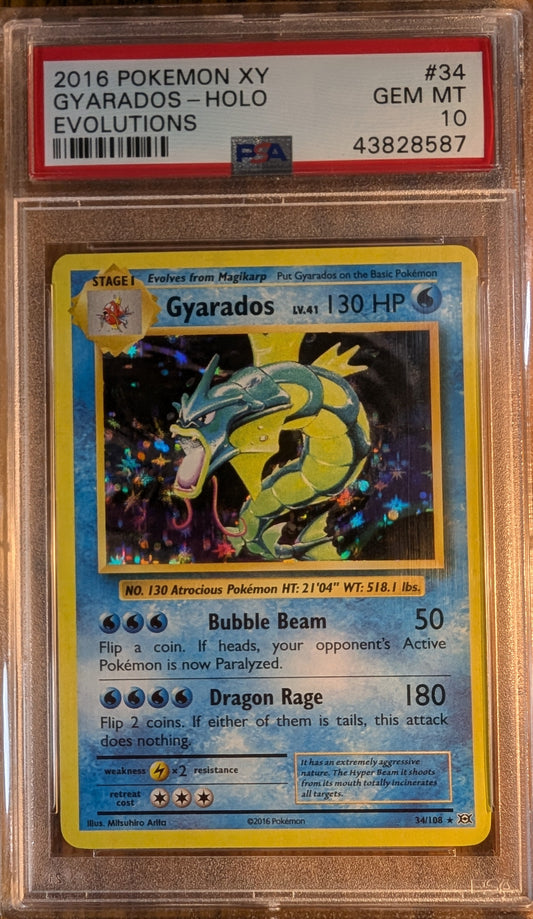 2016 POKEMON XY #34
GYARADOS – HOLO GEM MT
EVOLUTIONS 10
PSA 43828587
STAGE 1 Evolves from Magikarp Put Gyarados on the Basic Pokémon
Gyarados LV.41 130 HP
NO. 130 Atrocious Pokémon HT: 21'04" WT: 518.1 lbs.
Bubble Beam 50
Flip a coin. If heads, your opponent's Active
Pokémon is now Paralyzed.
Dragon Rage 180
Flip 2 coins. If either of them is tails, this attack
does nothing.
weakness ×2 resistance
retreat
cost
It has an extremely aggressive
nature. The Hyper Beam it shoots
from its mouth totally incinerates
all targets.
Illus. Mitsuhiro Arita ©2016 Pokémon 34/108 ★
PSA